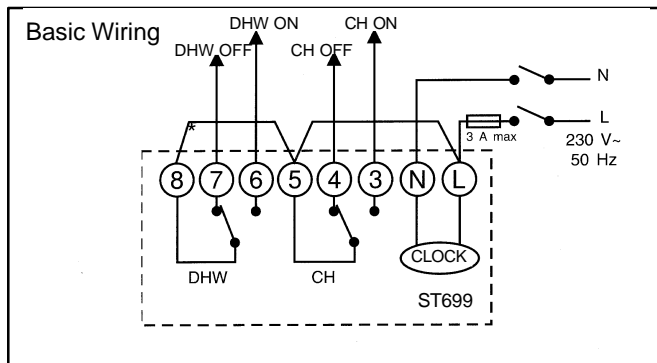 Basic Wiring
DHW ON
CH ON
DHW OFF
CH OFF
N
L
3 A max
230 V~
50 Hz
*
8 7 6 5 4 3 N L
CLOCK
DHW
CH
ST699